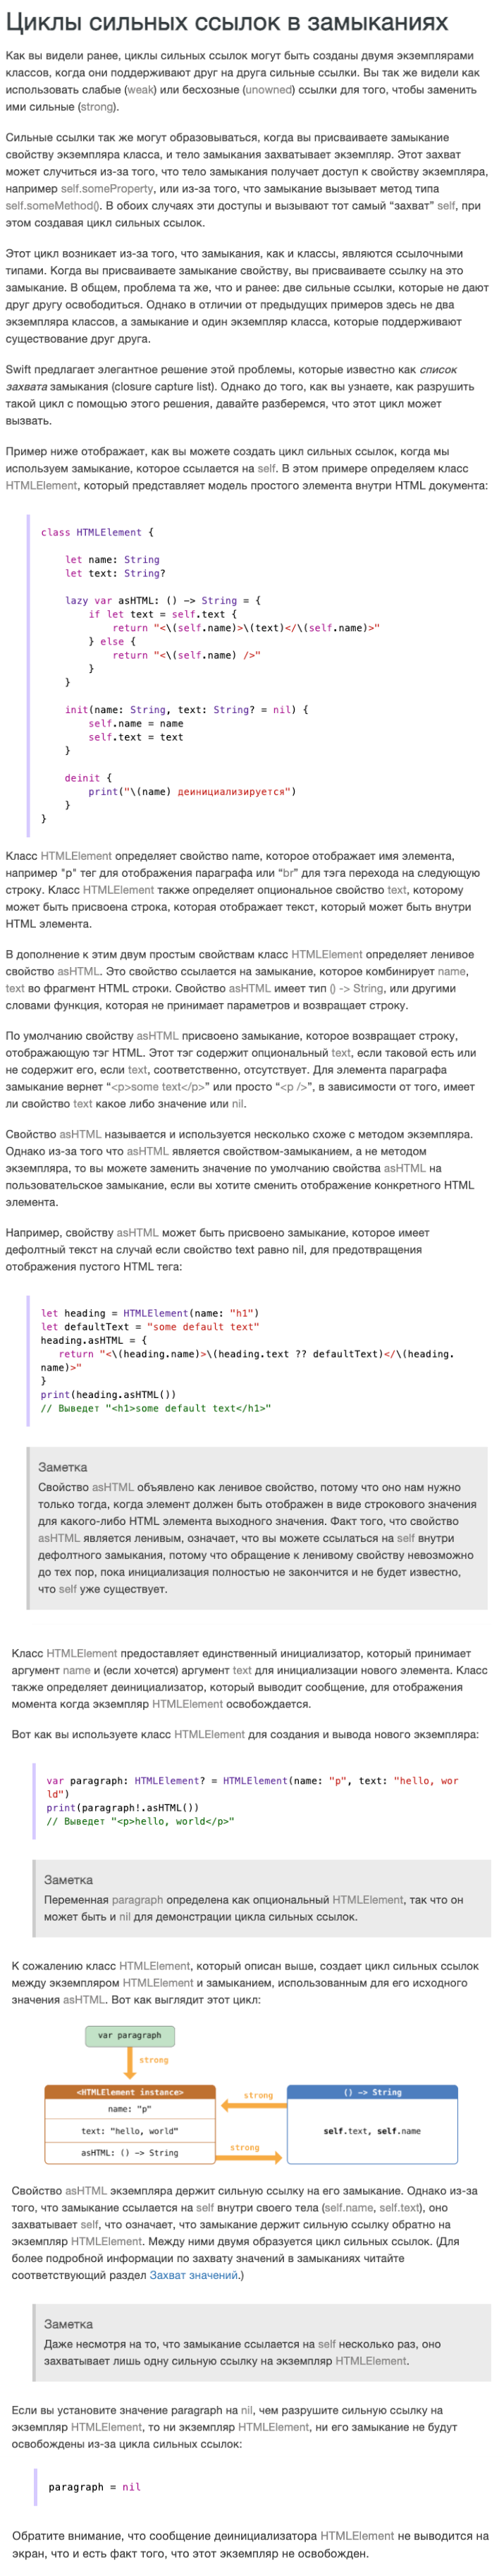 Циклы сильных ссылок в замыканиях
Как вы видели ранее, циклы сильных ссылок могут быть созданы двумя экземплярами
классов, когда они поддерживают друг на друга сильные ссылки. Вы так же видели как
использовать слабые (weak) или бесхозные (unowned) ссылки для того, чтобы заменить
ими сильные (strong).
Сильные ссылки так же могут образовываться, когда вы присваиваете замыкание
свойству экземпляра класса, и тело замыкания захватывает экземпляр. Этот захват
может случиться из-за того, что тело замыкания получает доступ к свойству экземпляра,
например self.someProperty, или из-за того, что замыкание вызывает метод типа
self.someMethod(). В обоих случаях эти доступы и вызывают тот самый “захват” self, при
этом создавая цикл сильных ссылок.
Этот цикл возникает из-за того, что замыкания, как и классы, являются ссылочными
типами. Когда вы присваиваете замыкание свойству, вы присваиваете ссылку на это
замыкание. В общем, проблема та же, что и ранее: две сильные ссылки, которые не дают
друг другу освободиться. Однако в отличии от предыдущих примеров здесь не два
экземпляра классов, а замыкание и один экземпляр класса, которые поддерживают
существование друг друга.
Swift предлагает элегантное решение этой проблемы, которые известно как список
захвата замыкания (closure capture list). Однако до того, как вы узнаете, как разрушить
такой цикл с помощью этого решения, давайте разберемся, что этот цикл может
вызвать.
Пример ниже отображает, как вы можете создать цикл сильных ссылок, когда мы
используем замыкание, которое ссылается на self. В этом примере определяем класс
HTMLElement, который представляет модель простого элемента внутри HTML документа:
class HTMLElement {
let name: String
let text: String?
lazy var asHTML: () -> String = {
if let text = self.text {
return "<\(self.name)>\(text)</\(self.name)>"
} else {
return "<\(self.name) />"
}
}
init(name: String, text: String? = nil) {
self.name = name
self.text = text
}
deinit {
print("\(name) деинициализируется")
}
}
Класс HTMLElement определяет свойство name, которое отображает имя элемента,
например "p" тег для отображения параграфа или “br” для тэга перехода на следующую
строку. Класс HTMLElement также определяет опциональное свойство text, которому
может быть присвоена строка, которая отображает текст, который может быть внутри
HTML элемента.
В дополнение к этим двум простым свойствам класс HTMLElement определяет ленивое
свойство asHTML. Это свойство ссылается на замыкание, которое комбинирует name,
text во фрагмент HTML строки. Свойство asHTML имеет тип () -> String, или другими
словами функция, которая не принимает параметров и возвращает строку.
По умолчанию свойству asHTML присвоено замыкание, которое возвращает строку,
отображающую тэг HTML. Этот тэг содержит опциональный text, если таковой есть или
не содержит его, если text, соответственно, отсутствует. Для элемента параграфа
замыкание вернет “<p>some text</p>” или просто “<p />”, в зависимости от того, имеет
ли свойство text какое либо значение или nil.
Свойство asHTML называется и используется несколько схоже с методом экземпляра.
Однако из-за того что asHTML является свойством-замыканием, а не методом
экземпляра, то вы можете заменить значение по умолчанию свойства asHTML на
пользовательское замыкание, если вы хотите сменить отображение конкретного HTML
элемента.
Например, свойству asHTML может быть присвоено замыкание, которое имеет
дефолтный текст на случай если свойство text равно nil, для предотвращения
отображения пустого HTML тега:
let heading = HTMLElement(name: "h1")
let defaultText = "some default text"
heading.asHTML = {
return "<\(heading.name)>\(heading.text ?? defaultText)</\(heading.
name)>"
}
print(heading.asHTML())
// Выведет "<h1>some default text</h1>"
Заметка
Свойство asHTML объявлено как ленивое свойство, потому что оно нам нужно
только тогда, когда элемент должен быть отображен в виде строкового значения
для какого-либо HTML элемента выходного значения. Факт того, что свойство
asHTML является ленивым, означает, что вы можете ссылаться на self внутри
дефолтного замыкания, потому что обращение к ленивому свойству невозможно
до тех пор, пока инициализация полностью не закончится и не будет известно,
что self уже существует.
Класс HTMLElement предоставляет единственный инициализатор, который принимает
аргумент name и (если хочется) аргумент text для инициализации нового элемента. Класс
также определяет деинициализатор, который выводит сообщение, для отображения
момента когда экземпляр HTMLElement освобождается.
Вот как вы используете класс HTMLElement для создания и вывода нового экземпляра:
var paragraph: HTMLElement? = HTMLElement(name: "p", text: "hello, wor
ld")
print(paragraph!.asHTML())
// Выведет "<p>hello, world</p>"
Заметка
Переменная paragraph определена как опциональный HTMLElement, так что он
может быть и nil для демонстрации цикла сильных ссылок.
К сожалению класс HTMLElement, который описан выше, создает цикл сильных ссылок
между экземпляром HTMLElement и замыканием, использованным для его исходного
значения asHTML. Вот как выглядит этот цикл:
var paragraph
strong
<HTMLElement instance>
name: "p"
text: "hello, world"
asHTML: () -> String
strong
strong
() -> String
self.text, self.name
Свойство asHTML экземпляра держит сильную ссылку на его замыкание. Однако из-за
того, что замыкание ссылается на self внутри своего тела (self.name, self.text), оно
захватывает self, что означает, что замыкание держит сильную ссылку обратно на
экземпляр HTMLElement. Между ними двумя образуется цикл сильных ссылок. (Для
более подробной информации по захвату значений в замыканиях читайте
соответствующий раздел Захват значений.)
Заметка
Даже несмотря на то, что замыкание ссылается на self несколько раз, оно
захватывает лишь одну сильную ссылку на экземпляр HTMLElement.
Если вы установите значение paragraph на nil, чем разрушите сильную ссылку на
экземпляр HTMLElement, то ни экземпляр HTMLElement, ни его замыкание не будут
освобождены из-за цикла сильных ссылок:
paragraph = nil
Обратите внимание, что сообщение деинициализатора HTMLElement не выводится на
экран, что и есть факт того, что этот экземпляр не освобожден.